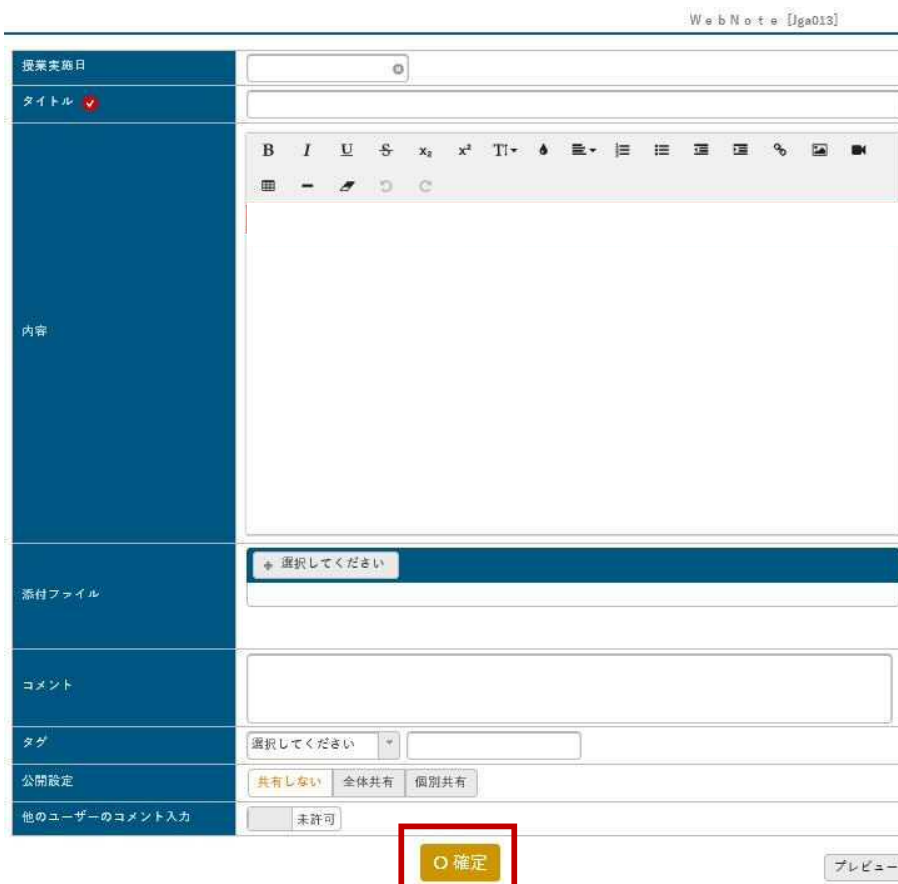 WebNote [Jga013]
授業実施日
タイトル
B I U S x₂ x² TI
内容
+ 選択してください
添付ファイル
コメント
タグ 選択してください
公開設定 共有しない 全体共有 個別共有
他のユーザーのコメント入力 未許可
○確定
プレビュー